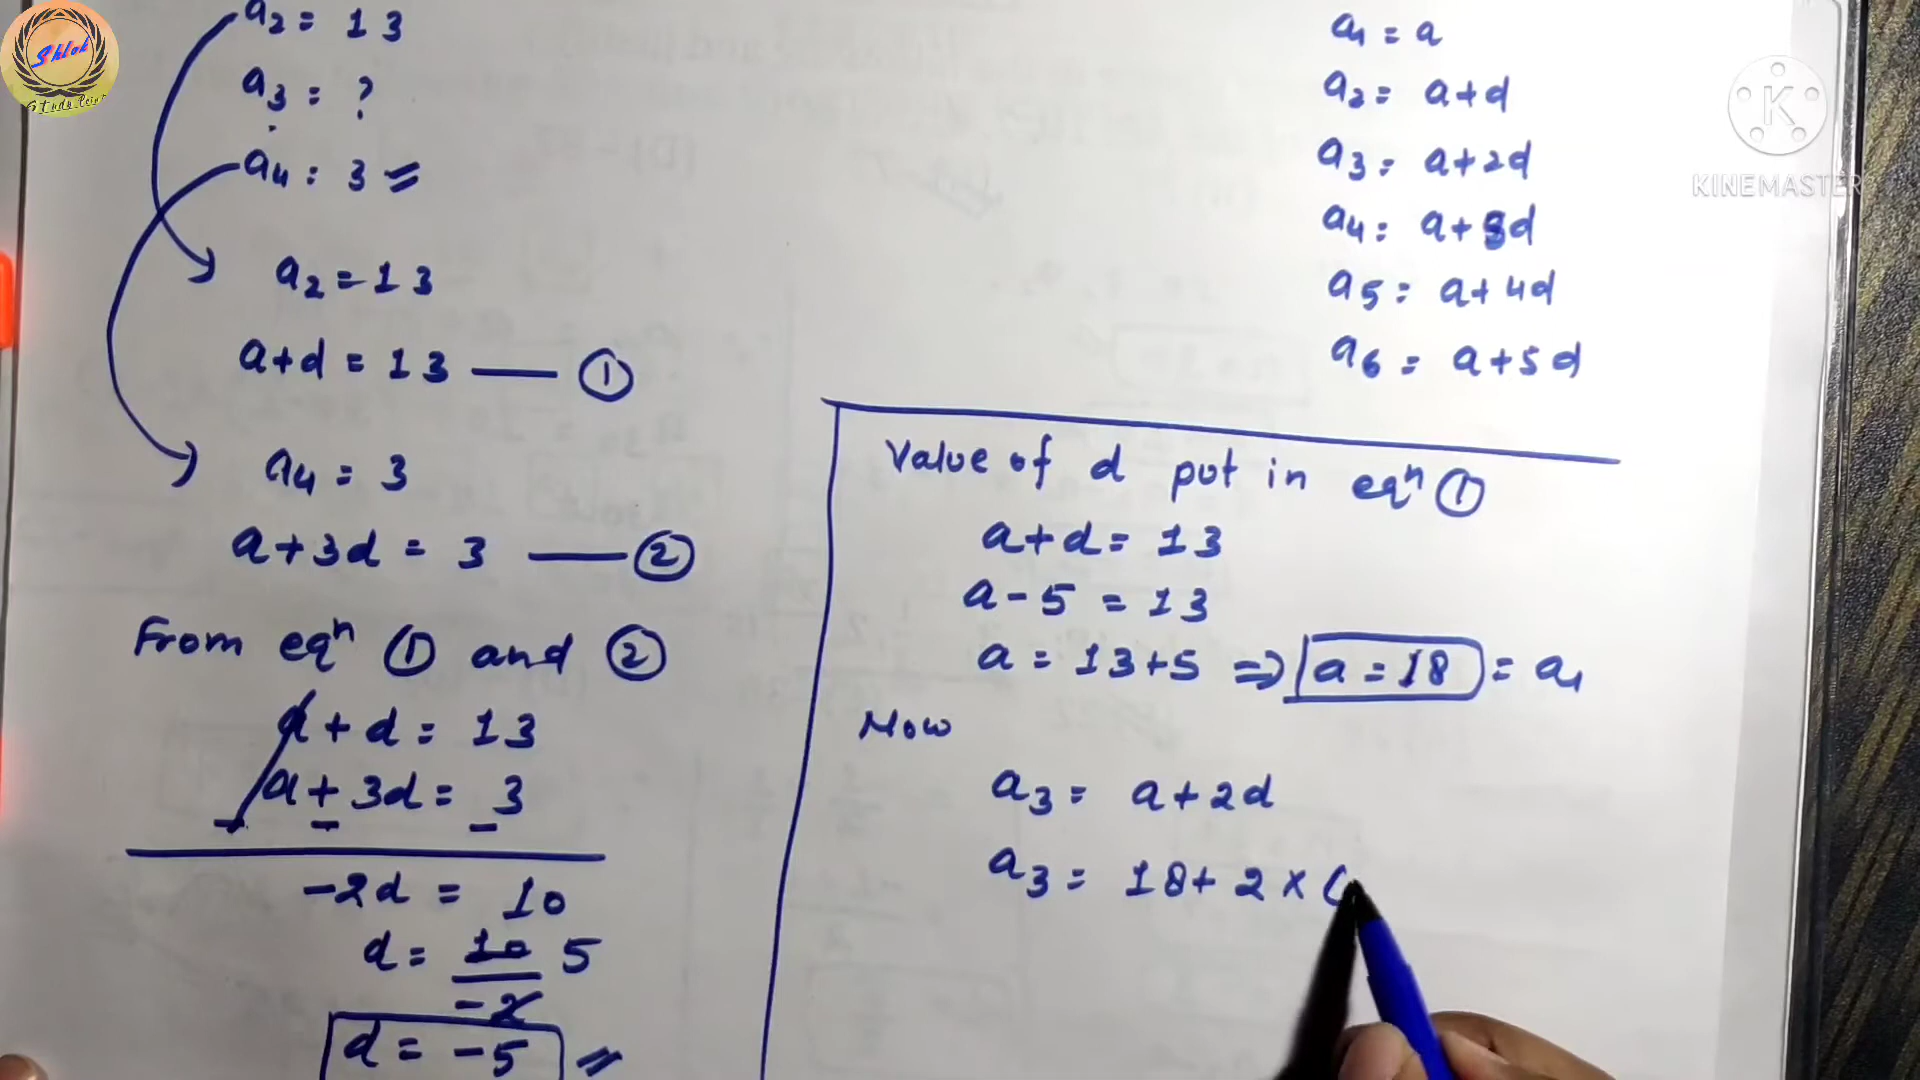 Shlok
Study Point
a2 = 13
a3 = ?
a4 = 3
a2 = 13
a+d = 13 —— ①
a4 = 3
a+3d = 3 —— ②
From eqn ① and ②
a + d = 13
a + 3d = 3
- - -
-2d = 10
d = 10 5
-2
d = -5
a1 = a
a2 = a+d
a3 = a+2d
a4 = a+3d
a5 = a+4d
a6 = a+5d
K
KINEMASTER
Value of d put in eqn ①
a+d = 13
a-5 = 13
a = 13+5 ⇒ a = 18 = a1
Now
a3 = a+2d
a3 = 18+ 2 × (